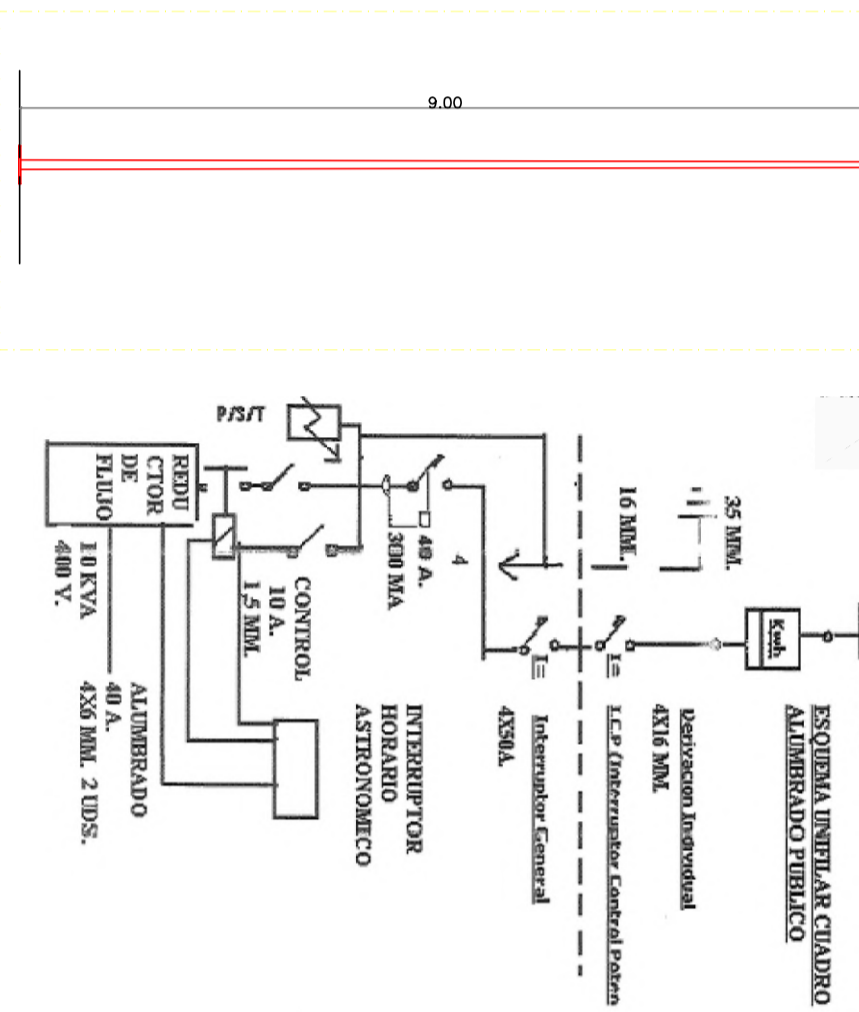 9.00
ESQUEMA UNIFILAR CUADRO
ALUMBRADO PUBLICO
Kwh
35 MM.
16 MM.
Derivacion Individual
4X16 MM.
I=
I.C.P (Interruptor Control Poten
I=
Interruptor General
4X50A.
4
40 A.
300 MA
INTERRUPTOR
HORARIO
ASTRONOMICO
P/S/T
CONTROL
10 A.
1,5 MM.
REDU
CTOR
DE
FLUJO
10 KVA
400 V.
ALUMBRADO
40 A.
4X6 MM. 2 UDS.